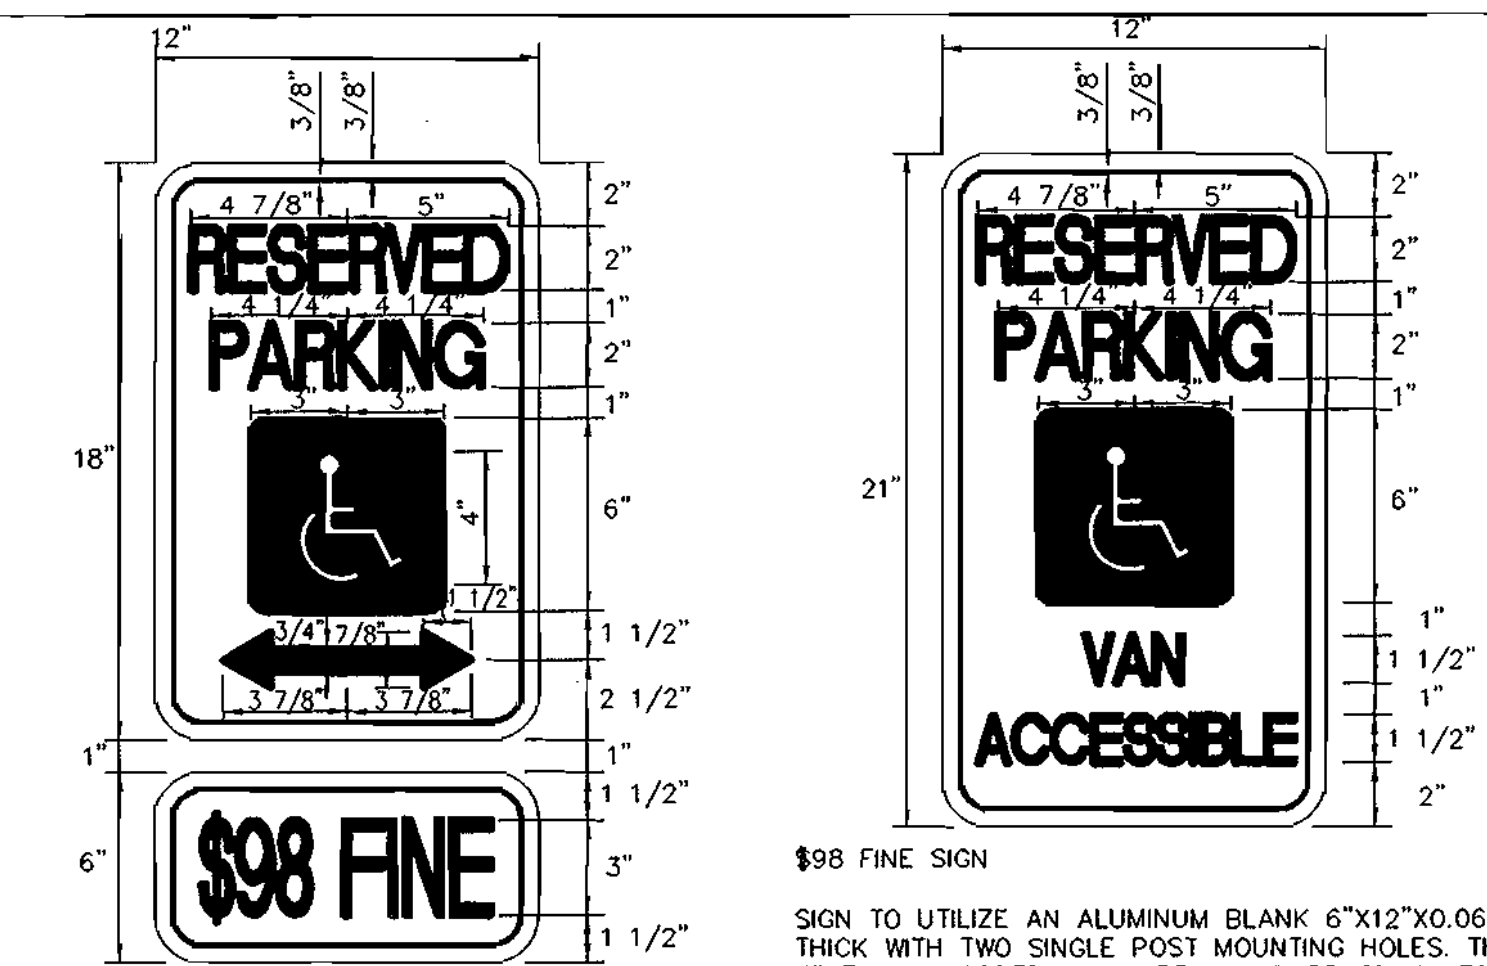 12"
3/8" 3/8"
4 7/8" 5"
2"
RESERVED
2"
4 1/4" 4 1/4"
1"
PARKING
2"
3" 3"
1"
18"
4"
6"
1 1/2"
3/4" 7/8"
1 1/2"
3 7/8" 3 7/8"
2 1/2"
1" 1"
1 1/2"
$98 FINE
6"
3"
1 1/2"
12"
3/8" 3/8"
4 7/8" 5"
2"
RESERVED
2"
4 1/4" 4 1/4"
1"
PARKING
2"
3" 3"
1"
21"
6"
1"
VAN
1 1/2"
1"
ACCESSIBLE
1 1/2"
2"
$98 FINE SIGN
SIGN TO UTILIZE AN ALUMINUM BLANK 6"X12"X0.06
THICK WITH TWO SINGLE POST MOUNTING HOLES.